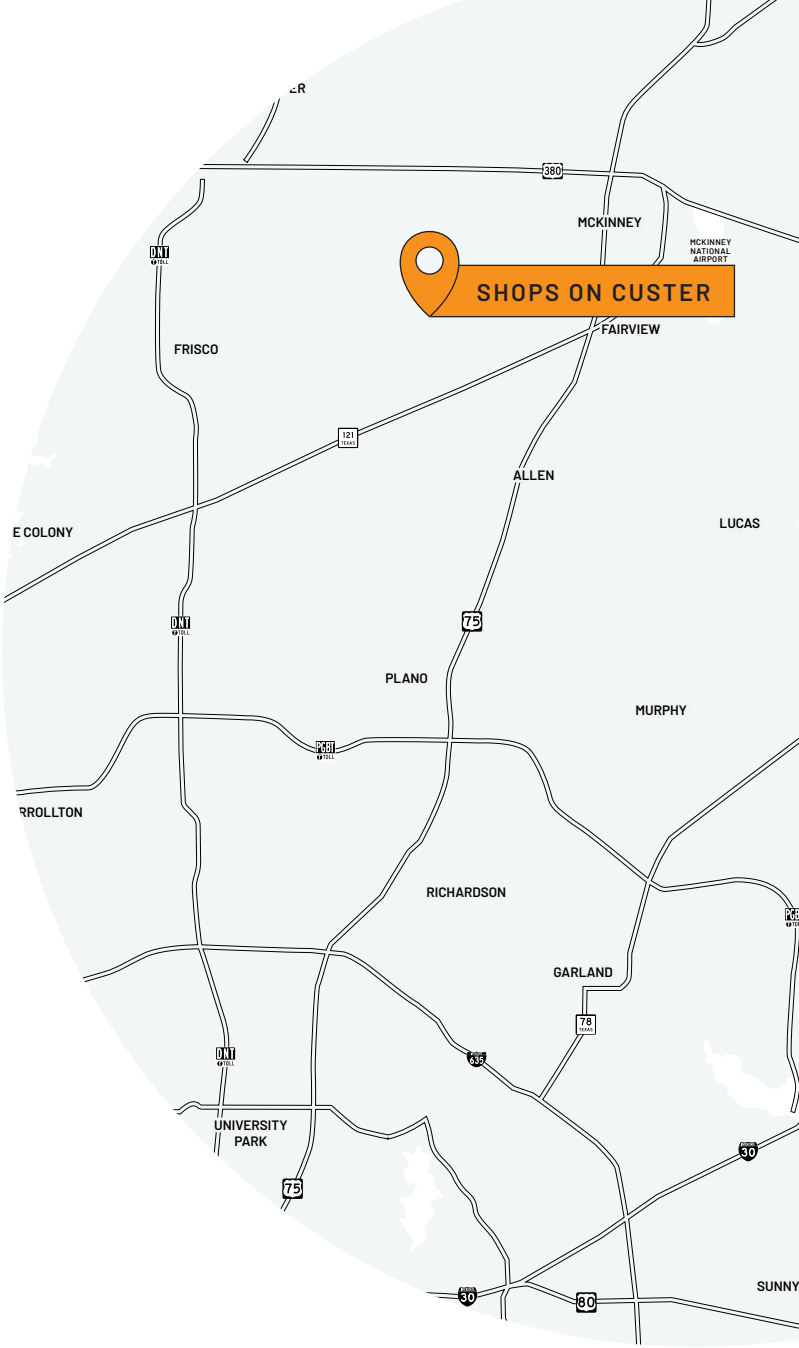 ER
380
MCKINNEY
MCKINNEY
NATIONAL
AIRPORT
DNT
TOLL
SHOPS ON CUSTER
FAIRVIEW
FRISCO
121
TEXAS
ALLEN
LUCAS
E COLONY
75
DNT
TOLL
PLANO
MURPHY
PGBT
TOLL
RROLLTON
RICHARDSON
PGB
TO
GARLAND
78
TEXAS
DNT
TOLL
635
UNIVERSITY
PARK
30
75
SUNNY
30
80